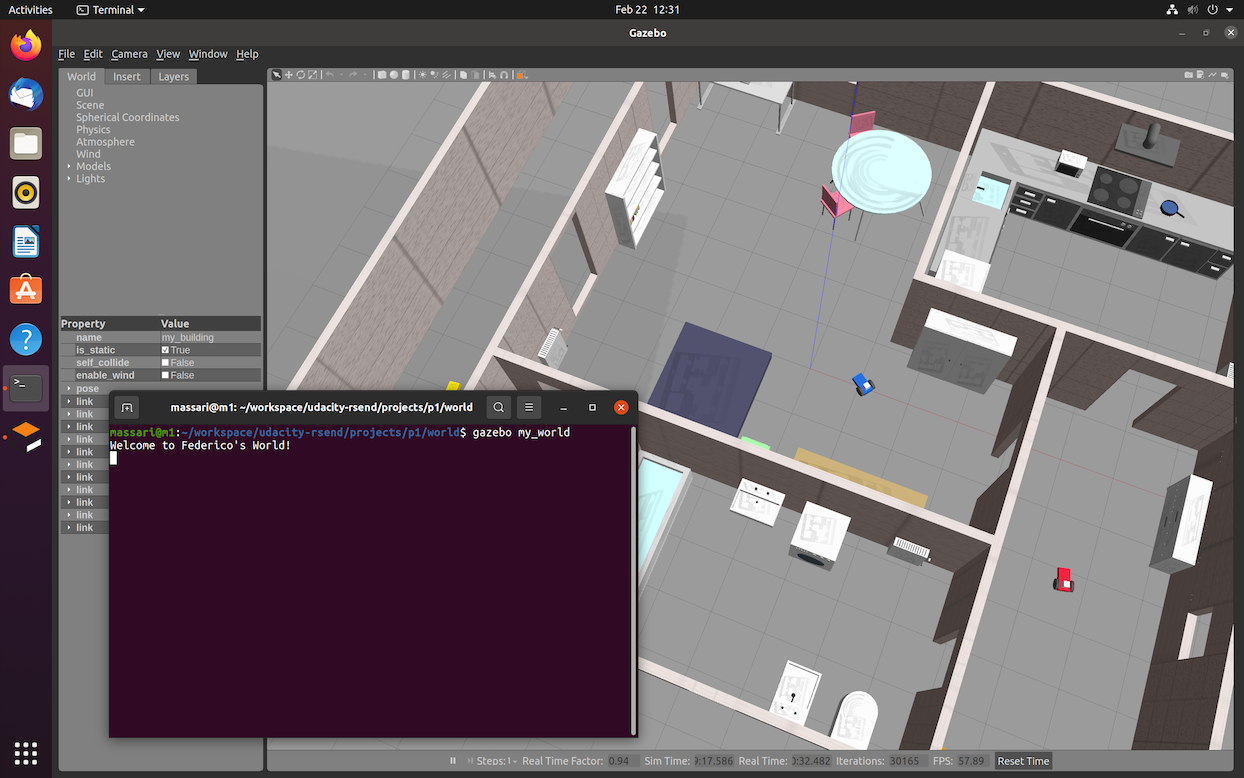 Activities Terminal Feb 22 12:31
Gazebo
File Edit Camera View Window Help
World Insert Layers
GUI
Scene
Spherical Coordinates
Physics
Atmosphere
Wind
Models
Lights
Property Value
name my_building
is_static True
self_collide False
enable_wind False
pose
link
link
link
link
link
link
link
link
link
link
link
massari@m1: ~/workspace/udacity-rsend/projects/p1/world
massari@m1:~/workspace/udacity-rsend/projects/p1/world$ gazebo my_world
Welcome to Federico's World!
Steps: Real Time Factor: 0.94 Sim Time: 9:17.586 Real Time: 0:32.482 Iterations: 30165 FPS: 57.89 Reset Time